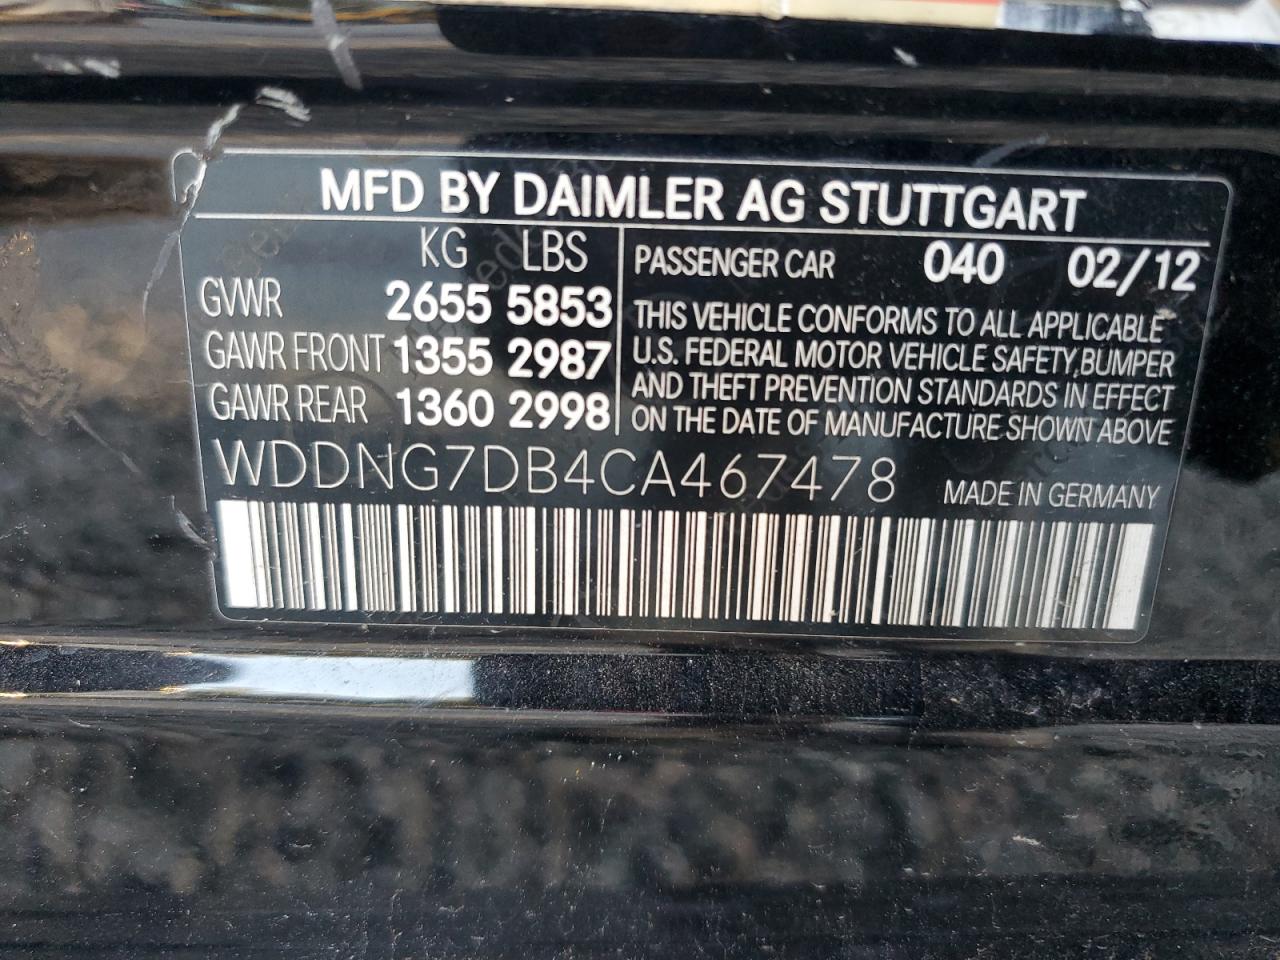 MFD BY DAIMLER AG STUTTGART
KG LBS
GVWR 2655 5853
GAWR FRONT 1355 2987
GAWR REAR 1360 2998
PASSENGER CAR 040 02/12
THIS VEHICLE CONFORMS TO ALL APPLICABLE
U.S. FEDERAL MOTOR VEHICLE SAFETY, BUMPER
AND THEFT PREVENTION STANDARDS IN EFFECT
ON THE DATE OF MANUFACTURE SHOWN ABOVE
WDDNG7DB4CA467478 MADE IN GERMANY